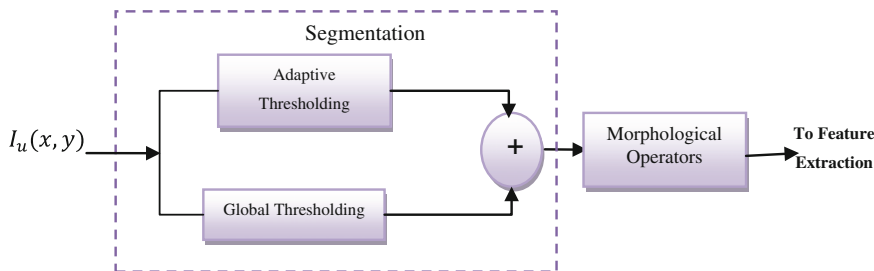 Segmentation
Adaptive
Thresholding
I_u(x, y)
+
Morphological
Operators
To Feature
Extraction
Global Thresholding